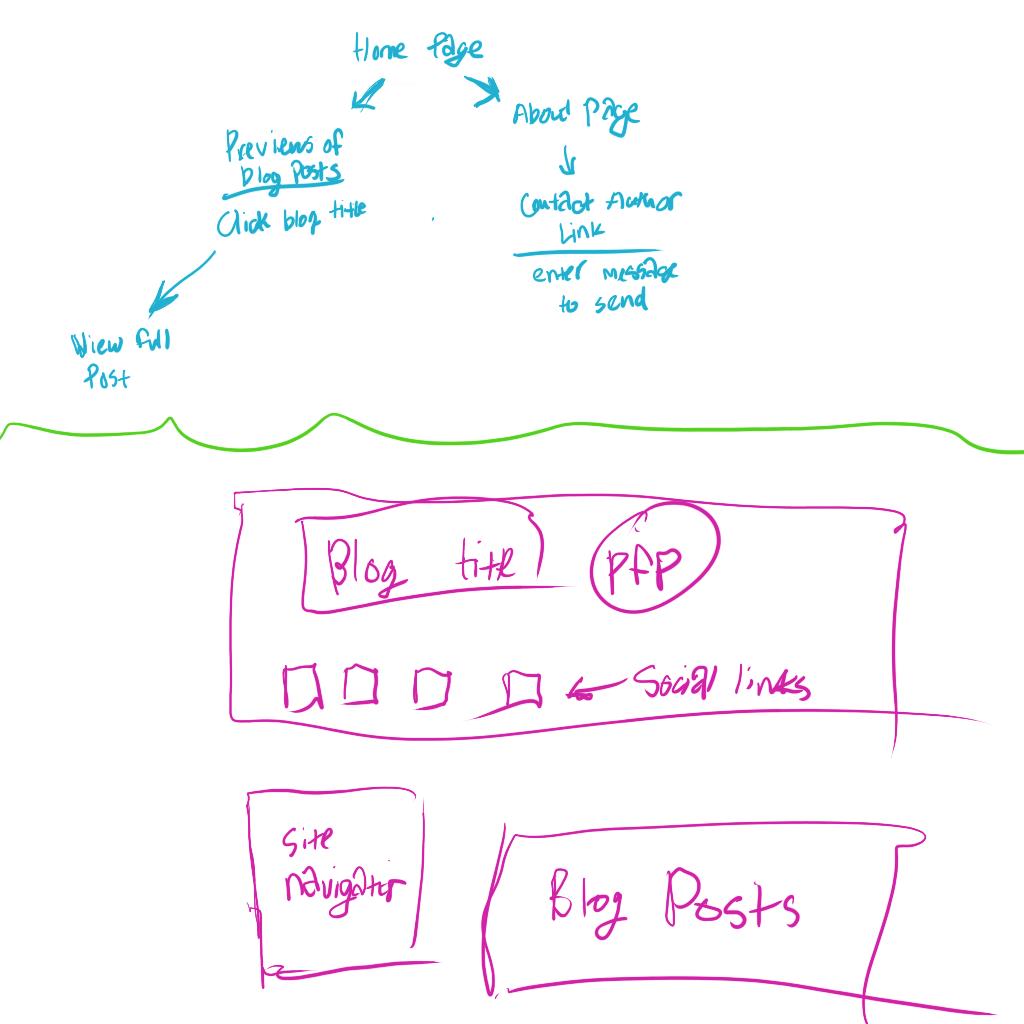 Home Page
About Page
Previews of
blog posts
Click blog title
Contact Author
Link
enter message
to send
View full
Post
Blog title
pfp
Social links
site
navigator
Blog Posts